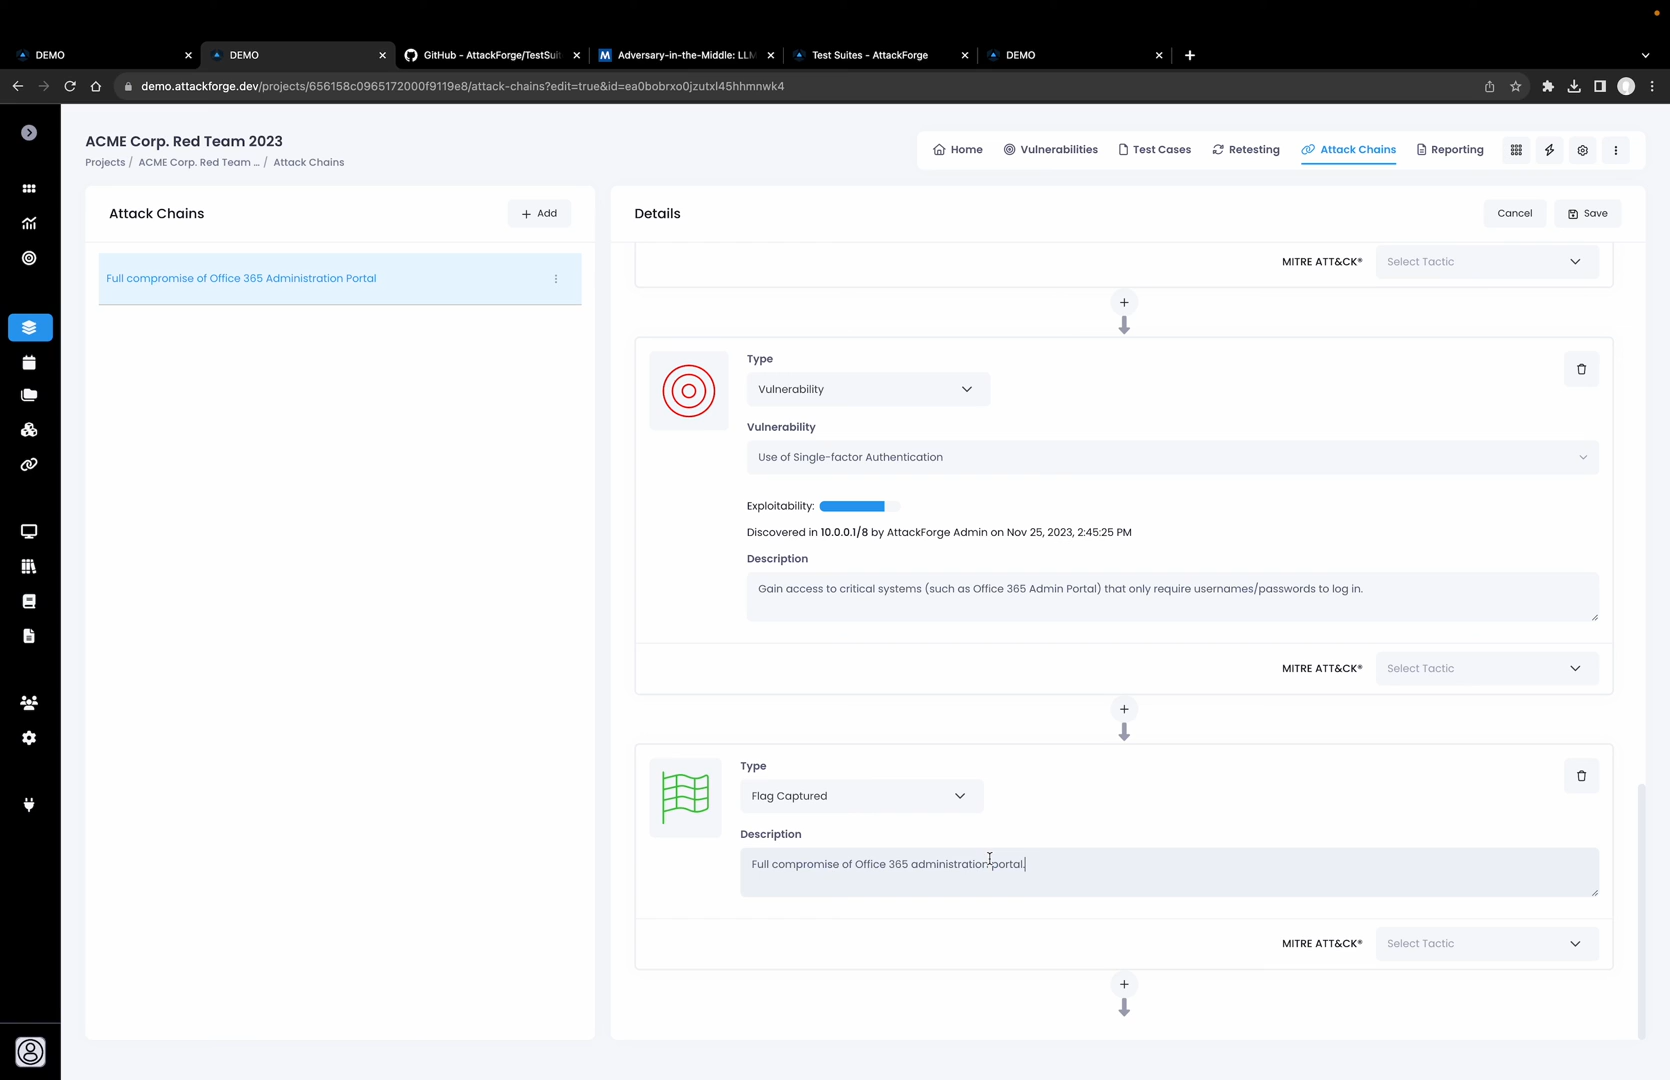 DEMO
DEMO
GitHub - AttackForge/TestSuit
Adversary-in-the-Middle: LLM
Test Suites - AttackForge
DEMO
demo.attackforge.dev/projects/656158c0965172000f9119e8/attack-chains?edit=true&id=ea0bobrxo0jzutxl45hhmnwk4
ACME Corp. Red Team 2023
Projects / ACME Corp. Red Team ... / Attack Chains
Home
Vulnerabilities
Test Cases
Retesting
Attack Chains
Reporting
Attack Chains
+ Add
Full compromise of Office 365 Administration Portal
Details
Cancel
Save
MITRE ATT&CK®
Select Tactic
Type
Vulnerability
Vulnerability
Use of Single-factor Authentication
Exploitability:
Discovered in 10.0.0.1/8 by AttackForge Admin on Nov 25, 2023, 2:45:25 PM
Description
Gain access to critical systems (such as Office 365 Admin Portal) that only require usernames/passwords to log in.
MITRE ATT&CK®
Select Tactic
Type
Flag Captured
Description
Full compromise of Office 365 administration portal.
MITRE ATT&CK®
Select Tactic